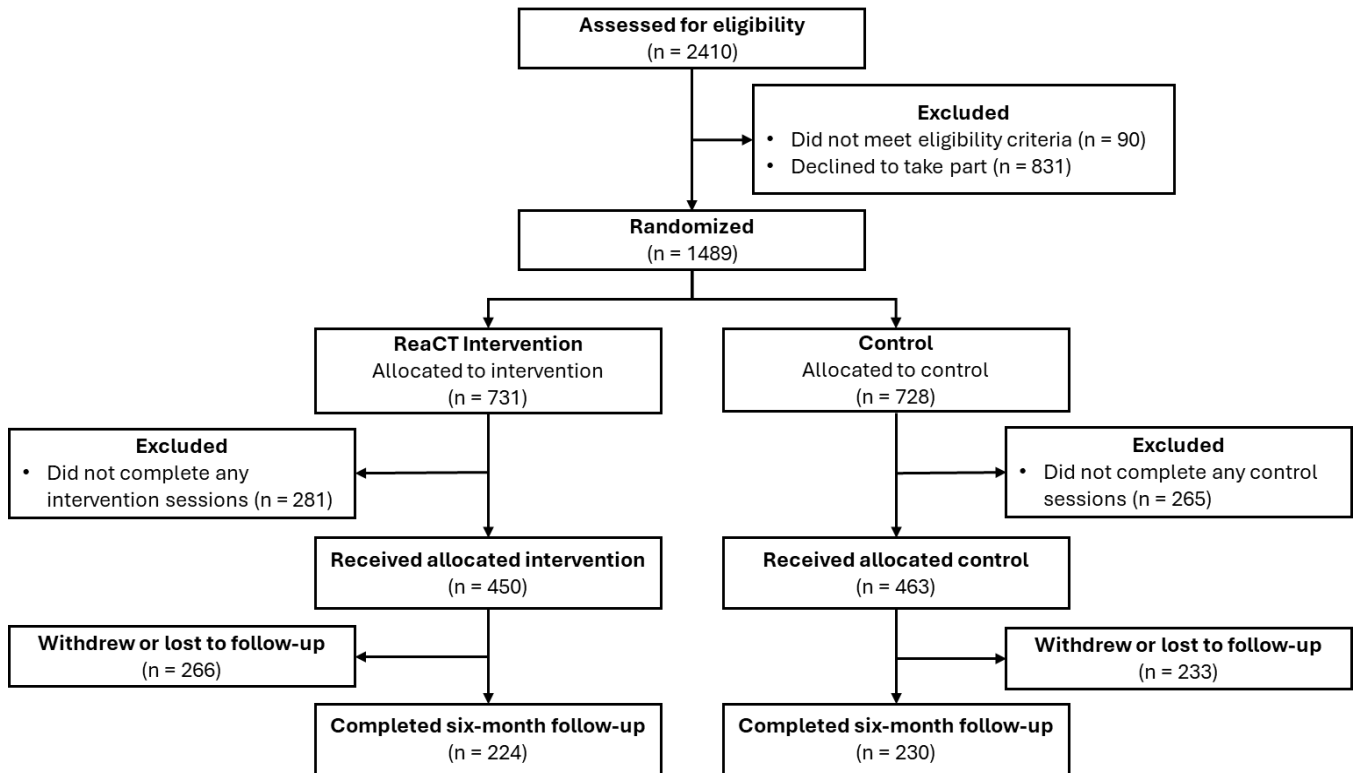 Assessed for eligibility
(n = 2410)
Excluded
• Did not meet eligibility criteria (n = 90)
• Declined to take part (n = 831)
Randomized
(n = 1489)
ReaCT Intervention
Allocated to intervention
(n = 731)
Control
Allocated to control
(n = 728)
Excluded
• Did not complete any
intervention sessions (n = 281)
Excluded
• Did not complete any control
sessions (n = 265)
Received allocated intervention
(n = 450)
Received allocated control
(n = 463)
Withdrew or lost to follow-up
(n = 266)
Withdrew or lost to follow-up
(n = 233)
Completed six-month follow-up
(n = 224)
Completed six-month follow-up
(n = 230)